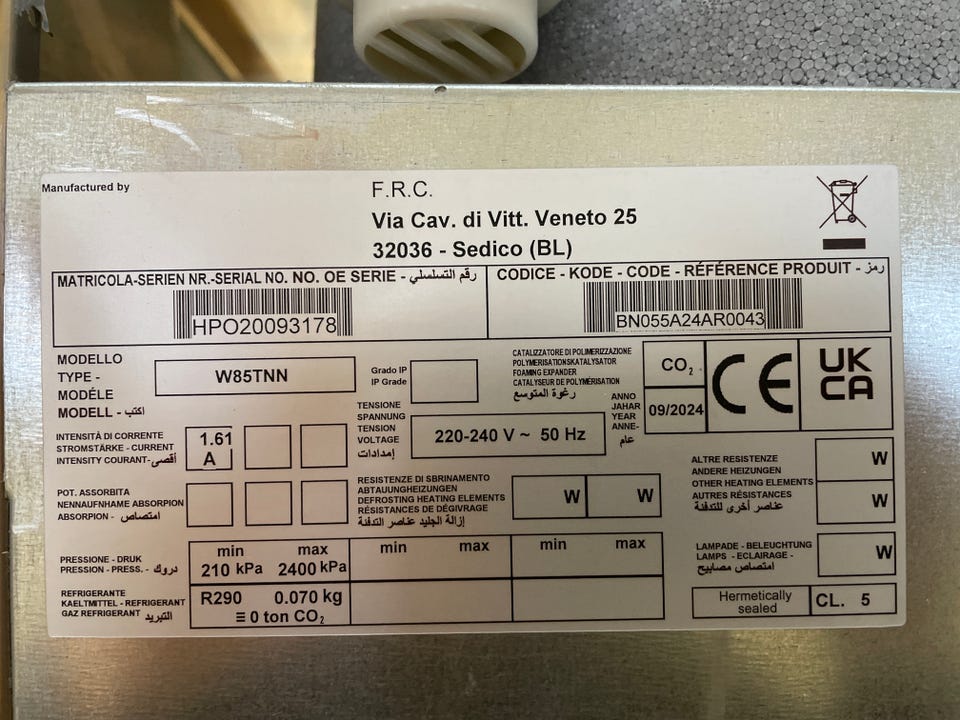 Manufactured by
F.R.C.
Via Cav. di Vitt. Veneto 25
32036 - Sedico (BL)
MATRICOLA-SERIEN NR.-SERIAL NO. NO. OE SERIE - رقم التسلسلي
HPO20093178
CODICE - KODE - CODE - RÉFÉRENCE PRODUIT - رمز
BN055A24AR0043
MODELLO
TYPE -
MODÉLE
MODELL - اكتب
W85TNN
Grado IP
IP Grade
CATALIZZATORE DI POLIMERIZZAZIONE
POLYMERISATIONSKATALYSATOR
FOAMING EXPANDER
CATALYSEUR DE POLYMÉRISATION
رغوة المتوسع
CO₂
CE
UK
CA
ANNO
JAHAR
YEAR
ANNE-
عام
09/2024
TENSIONE
SPANNUNG
TENSION
VOLTAGE
إمدادات
220-240 V ~ 50 Hz
INTENSITÀ DI CORRENTE
STROMSTÄRKE - CURRENT
INTENSITY COURANT- أقصى
1.61
A
POT. ASSORBITA
NENNAUFNHAME ABSORPTION
ABSORPION - امتصاص
RESISTENZE DI SBRINAMENTO
ABTAUUNGHEIZUNGEN
DEFROSTING HEATING ELEMENTS
RÉSISTANCES DE DÉGIVRAGE
إزالة الجليد عناصر التدفئة
W W
ALTRE RESISTENZE
ANDERE HEIZUNGEN
OTHER HEATING ELEMENTS
AUTRES RÉSISTANCES
عناصر أخرى للتدفئة
W
W
PRESSIONE - DRUK
PRESSION - PRESS. - دروك
min max
210 kPa 2400 kPa
min max
min max
LAMPADE - BELEUCHTUNG
LAMPS - ECLAIRAGE -
امتصاص مصابيح
W
REFRIGERANTE
KAELTMITTEL - REFRIGERANT
GAZ REFRIGERANT التبريد
R290 0.070 kg
≡ 0 ton CO₂
Hermetically
sealed
CL. 5